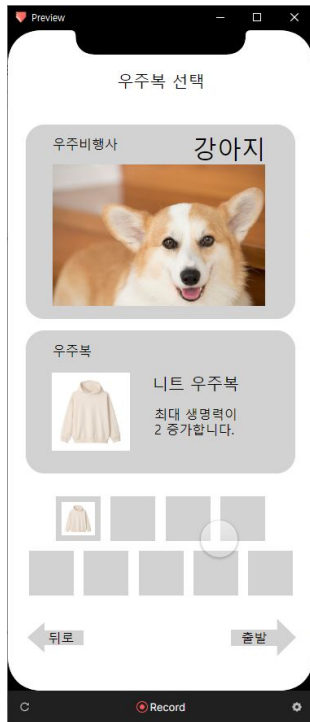 Preview
우주복 선택
우주비행사
강아지
우주복
니트 우주복
최대 생명력이
2 증가합니다.
뒤로
출발
Record